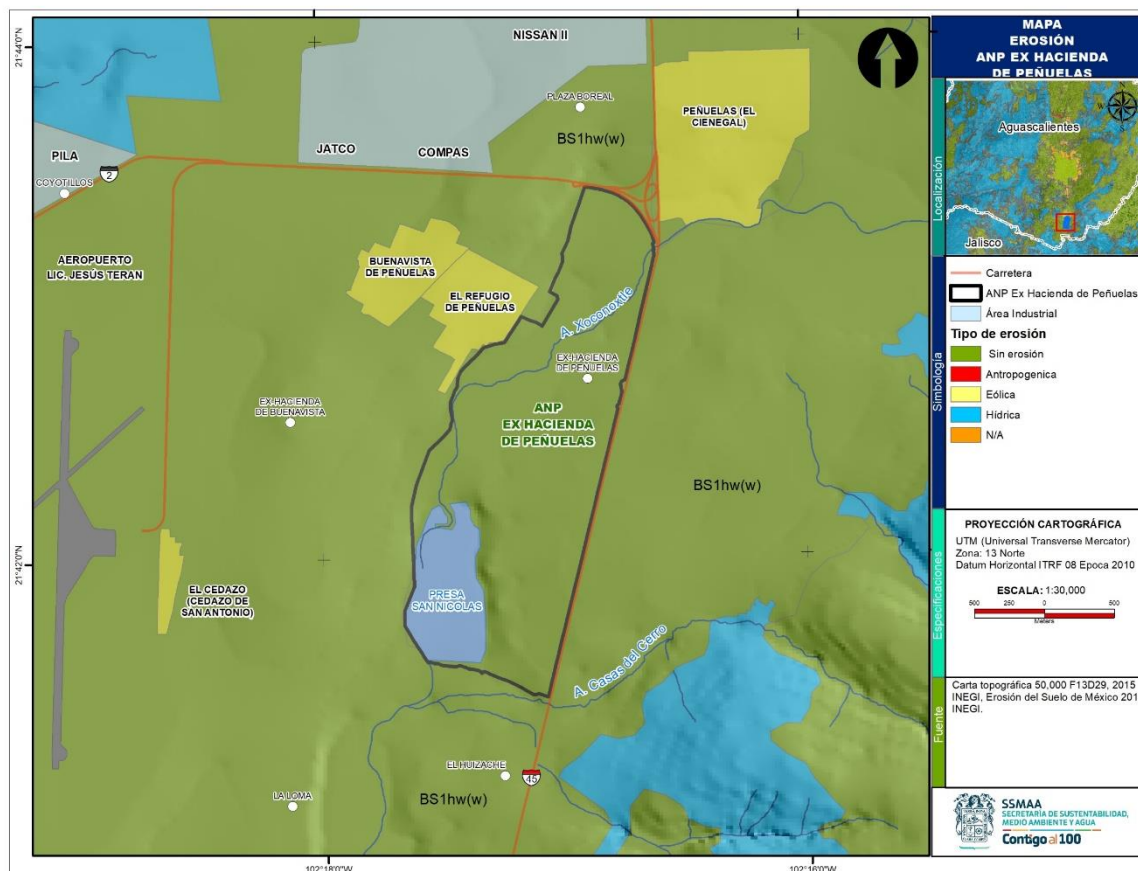 21°44'0"N
21°42'0"N
102°18'0"W
102°16'0"W
NISSAN II
PLAZA BOREAL
PEÑUELAS (EL
CIENEGAL)
BS1hw(w)
JATCO
COMPAS
PILA
COYOTILLOS
2
AEROPUERTO
LIC. JESÚS TERAN
BUENAVISTA
DE PEÑUELAS
EL REFUGIO
DE PEÑUELAS
A. Xoconoxtle
EX-HACIENDA
DE PEÑUELAS
EX-HACIENDA
DE BUENAVISTA
ANP
EX HACIENDA
DE PEÑUELAS
BS1hw(w)
PRESA
SAN NICOLAS
EL CEDAZO
(CEDAZO DE
SAN ANTONIO)
A. Casas del Cerro
EL HUIZACHE
45
LA LOMA
BS1hw(w)
MAPA
EROSIÓN
ANP EX HACIENDA
DE PEÑUELAS
Localización
N
W
E
S
Aguascalientes
Jalisco
Simbología
Carretera
ANP Ex Hacienda de Peñuelas
Área Industrial
Tipo de erosión
Sin erosión
Antropogenica
Eólica
Hídrica
N/A
Especificaciones
PROYECCIÓN CARTOGRÁFICA
UTM (Universal Transverse Mercator)
Zona: 13 Norte
Datum Horizontal ITRF 08 Epoca 2010
ESCALA: 1:30,000
500 250 0 500
Meters
Fuente
Carta topográfica 50,000 F13D29, 2015
INEGI, Erosión del Suelo de México 201
INEGI.
SSMAA
SECRETARÍA DE SUSTENTABILIDAD,
MEDIO AMBIENTE Y AGUA
Contigo al 100